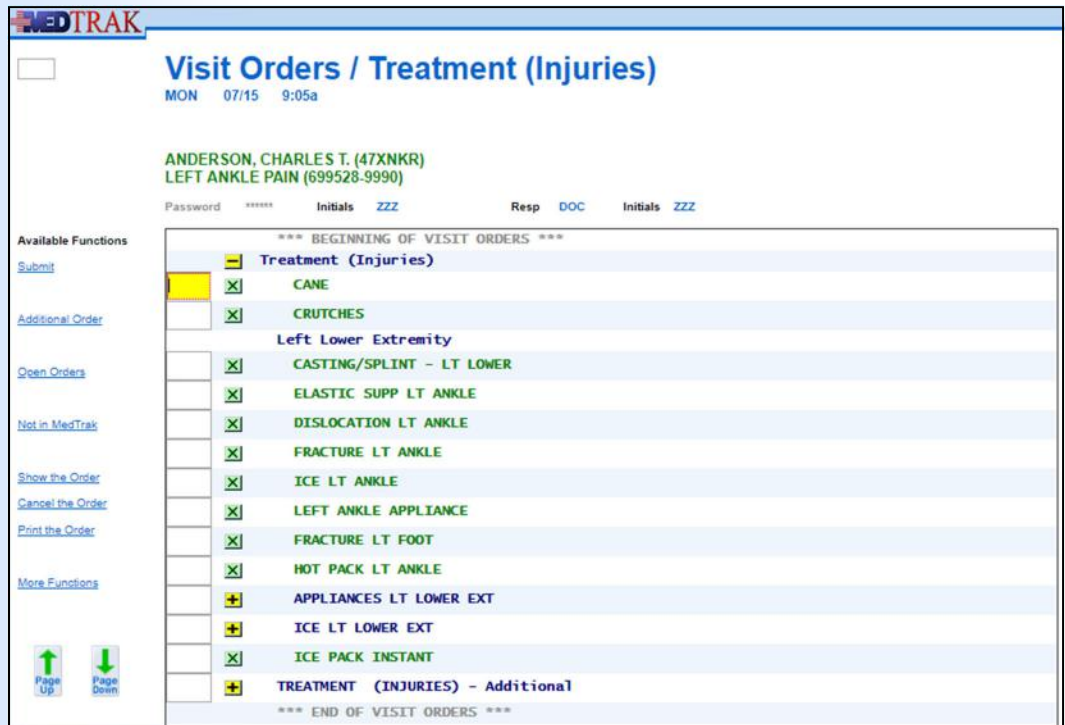 MEDTRAK
Visit Orders / Treatment (Injuries)
MON 07/15 9:05a
ANDERSON, CHARLES T. (47XNKR)
LEFT ANKLE PAIN (699528-9990)
Password ****** Initials ZZZ Resp DOC Initials ZZZ
Available Functions
Submit
Additional Order
Open Orders
Not in MedTrak
Show the Order
Cancel the Order
Print the Order
More Functions
Page Up
Page Down
*** BEGINNING OF VISIT ORDERS ***
Treatment (Injuries)
CANE
CRUTCHES
Left Lower Extremity
CASTING/SPLINT - LT LOWER
ELASTIC SUPP LT ANKLE
DISLOCATION LT ANKLE
FRACTURE LT ANKLE
ICE LT ANKLE
LEFT ANKLE APPLIANCE
FRACTURE LT FOOT
HOT PACK LT ANKLE
APPLIANCES LT LOWER EXT
ICE LT LOWER EXT
ICE PACK INSTANT
TREATMENT (INJURIES) - Additional
*** END OF VISIT ORDERS ***